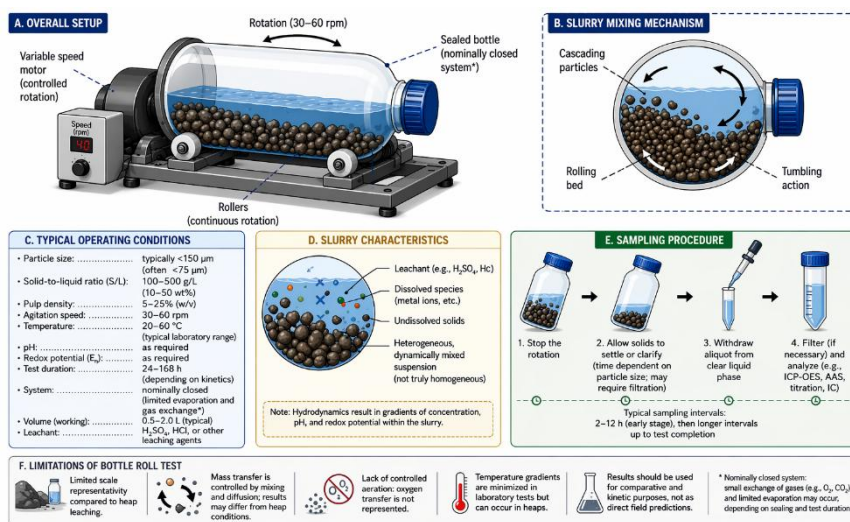 A. OVERALL SETUP
Rotation (30–60 rpm)
Variable speed
motor
(controlled
rotation)
Sealed bottle
(nominally closed
system*)
Speed
(rpm)
40
Rollers
(continuous rotation)
B. SLURRY MIXING MECHANISM
Cascading
particles
Rolling
bed
Tumbling
action
C. TYPICAL OPERATING CONDITIONS
• Particle size: typically <150 µm
(often <75 µm)
• Solid-to-liquid ratio (S/L): 100–500 g/L
(10–50 wt%)
• Pulp density: 5–25% (w/v)
• Agitation speed: 30–60 rpm
• Temperature: 20–60 °C
(typical laboratory range)
• pH: as required
• Redox potential (Eₕ): as required
• Test duration: 24–168 h
(depending on kinetics)
• System: nominally closed
(limited evaporation and
gas exchange*)
• Volume (working): 0.5–2.0 L (typical)
• Leachant: H₂SO₄, HCl, or other
leaching agents
D. SLURRY CHARACTERISTICS
Leachant (e.g., H₂SO₄, Hc)
Dissolved species
(metal ions, etc.)
Undissolved solids
Heterogeneous,
dynamically mixed
suspension
(not truly homogeneous)
Note: Hydrodynamics result in gradients of concentration,
pH, and redox potential within the slurry.
E. SAMPLING PROCEDURE
1. Stop the
rotation
2. Allow solids to
settle or clarify
(time dependent on
particle size; may
require filtration)
3. Withdraw
aliquot from
clear liquid
phase
4. Filter (if
necessary) and
analyze (e.g.,
ICP-OES, AAS,
titration, IC)
Typical sampling intervals:
2–12 h (early stage), then longer intervals
up to test completion
F. LIMITATIONS OF BOTTLE ROLL TEST
Limited scale
representativity
compared to heap
leaching.
Mass transfer is
controlled by mixing
and diffusion; results
may differ from heap
conditions.
Lack of controlled
aeration: oxygen
transfer is not
represented.
Temperature gradients
are minimized in
laboratory tests but
can occur in heaps.
Results should be used
for comparative and
kinetic purposes, not as
direct field predictions.
* Nominally closed system:
small exchange of gases (e.g., O₂, CO₂)
and limited evaporation may occur,
depending on sealing and test duration.